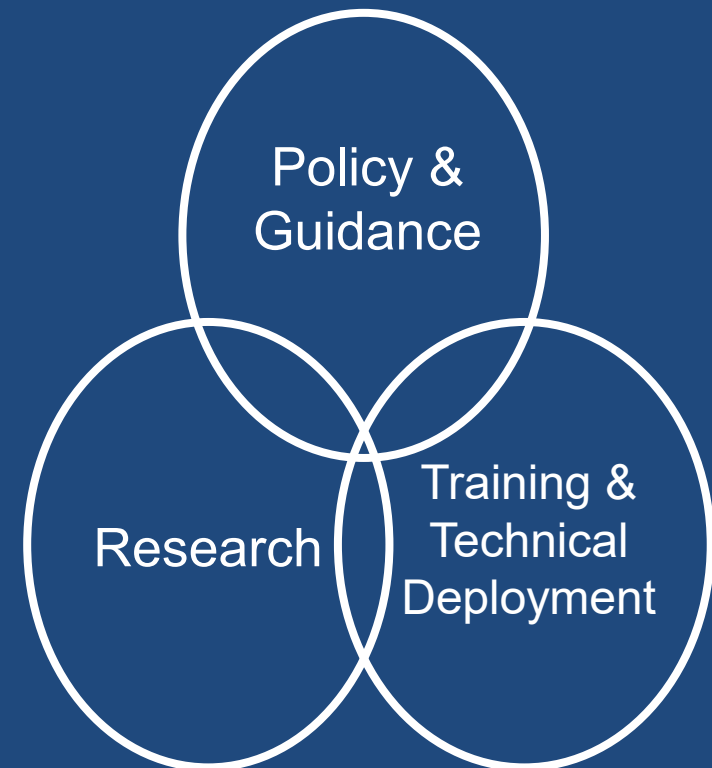 Policy &
Guidance
Research
Training &
Technical
Deployment